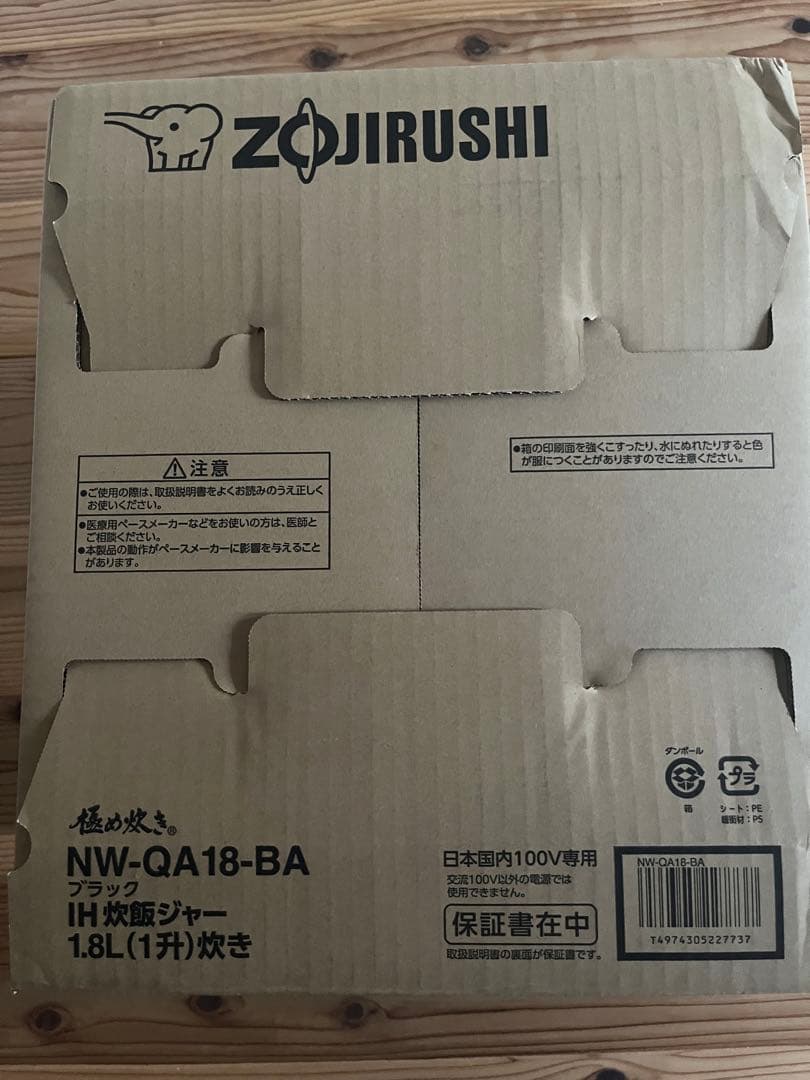 ZOJIRUSHI
⚠注意
●ご使用の際は、取扱説明書をよくお読みのうえ正しく
お使いください。
●医療用ペースメーカーなどをお使いの方は、医師と
ご相談ください。
●本製品の動作がペースメーカーに影響を与えること
があります。
●箱の印刷面を強くこすったり、水にぬれたりすると色
が服につくことがありますのでご注意ください。
極め炊き®
NW-QA18-BA
ブラック
IH炊飯ジャー
1.8L(1升)炊き
ダンボール
箱
プラ
シート:PE
緩衝材:PS
日本国内100V専用
交流100V以外の電源では
使用できません。
保証書在中
取扱説明書の裏面が保証書です。
NW-QA18-BA
T4974305227737